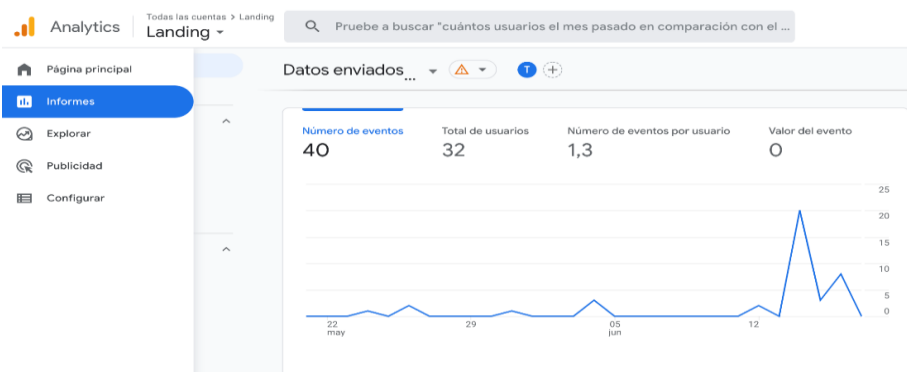 Analytics
Todas las cuentas > Landing
Landing
Pruebe a buscar "cuántos usuarios el mes pasado en comparación con el ...
Página principal
Informes
Explorar
Publicidad
Configurar
Datos enviados...
T
Número de eventos
40
Total de usuarios
32
Número de eventos por usuario
1,3
Valor del evento
0
25
20
15
10
5
0
22
may
29
05
jun
12